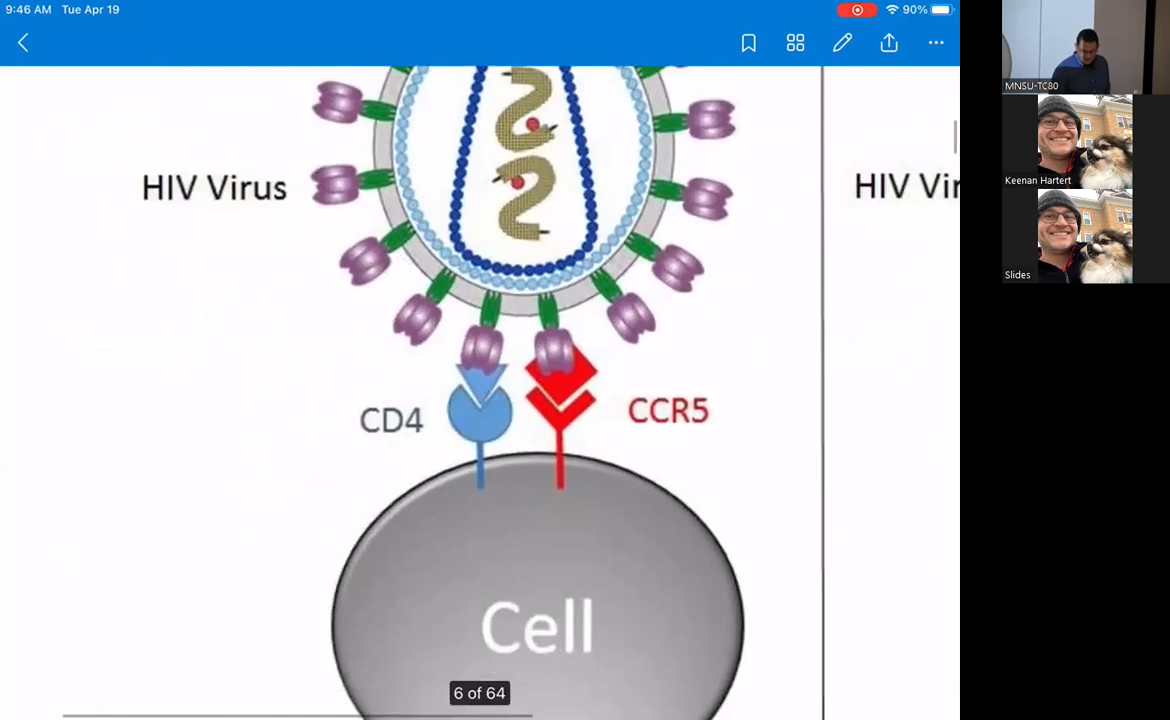 9:46 AM Tue Apr 19
90%
MNSU-TC80
Keenan Hartert
Slides
HIV Virus
HIV Vir
CD4
CCR5
Cell
6 of 64